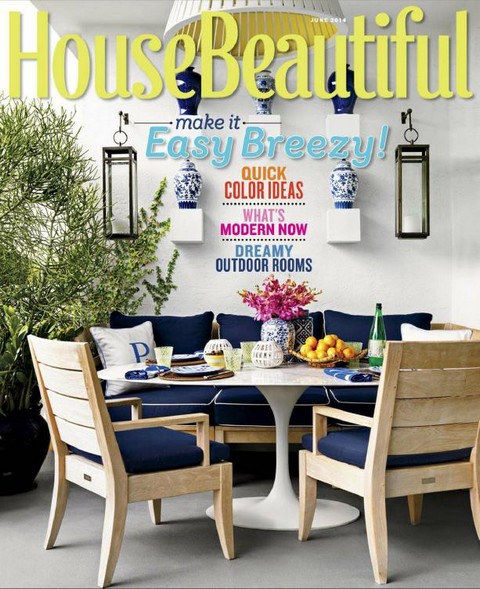 HouseBeautiful
JUNE 2014
make it
Easy Breezy!
QUICK
COLOR IDEAS
WHAT'S
MODERN NOW
DREAMY
OUTDOOR ROOMS
P